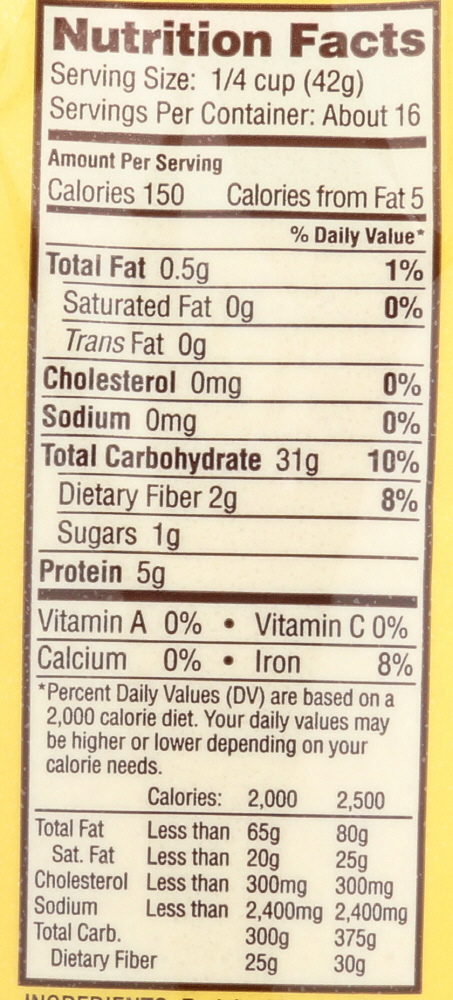 Nutrition Facts
Serving Size: 1/4 cup (42g)
Servings Per Container: About 16
Amount Per Serving
Calories 150 Calories from Fat 5
% Daily Value*
Total Fat 0.5g 1%
Saturated Fat 0g 0%
Trans Fat 0g
Cholesterol 0mg 0%
Sodium 0mg 0%
Total Carbohydrate 31g 10%
Dietary Fiber 2g 8%
Sugars 1g
Protein 5g
Vitamin A 0% • Vitamin C 0%
Calcium 0% • Iron 8%
*Percent Daily Values (DV) are based on a
2,000 calorie diet. Your daily values may
be higher or lower depending on your
calorie needs.
Calories: 2,000 2,500
Total Fat Less than 65g 80g
Sat. Fat Less than 20g 25g
Cholesterol Less than 300mg 300mg
Sodium Less than 2,400mg 2,400mg
Total Carb. 300g 375g
Dietary Fiber 25g 30g
INGREDIENTS: